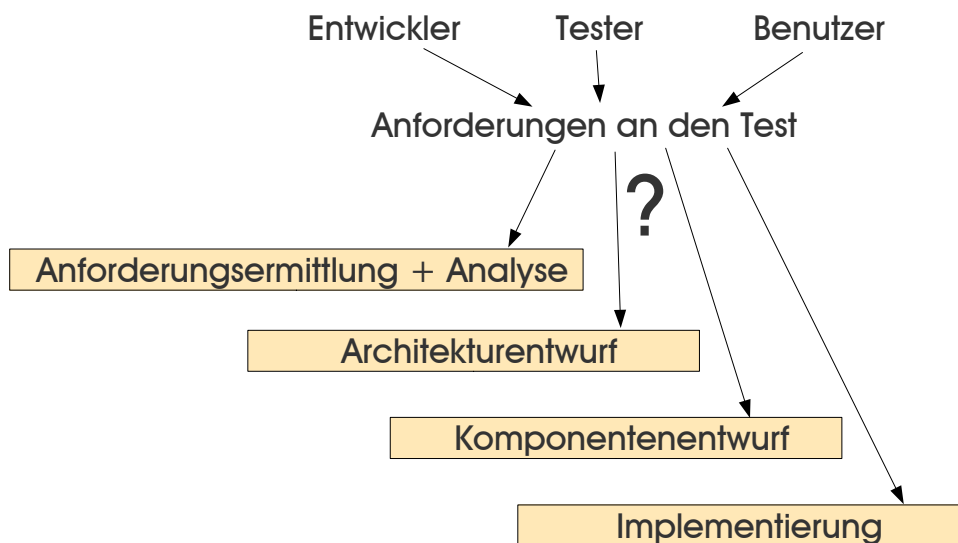 Entwickler Tester Benutzer
Anforderungen an den Test
?
Anforderungsermittlung + Analyse
Architekturentwurf
Komponentenentwurf
Implementierung